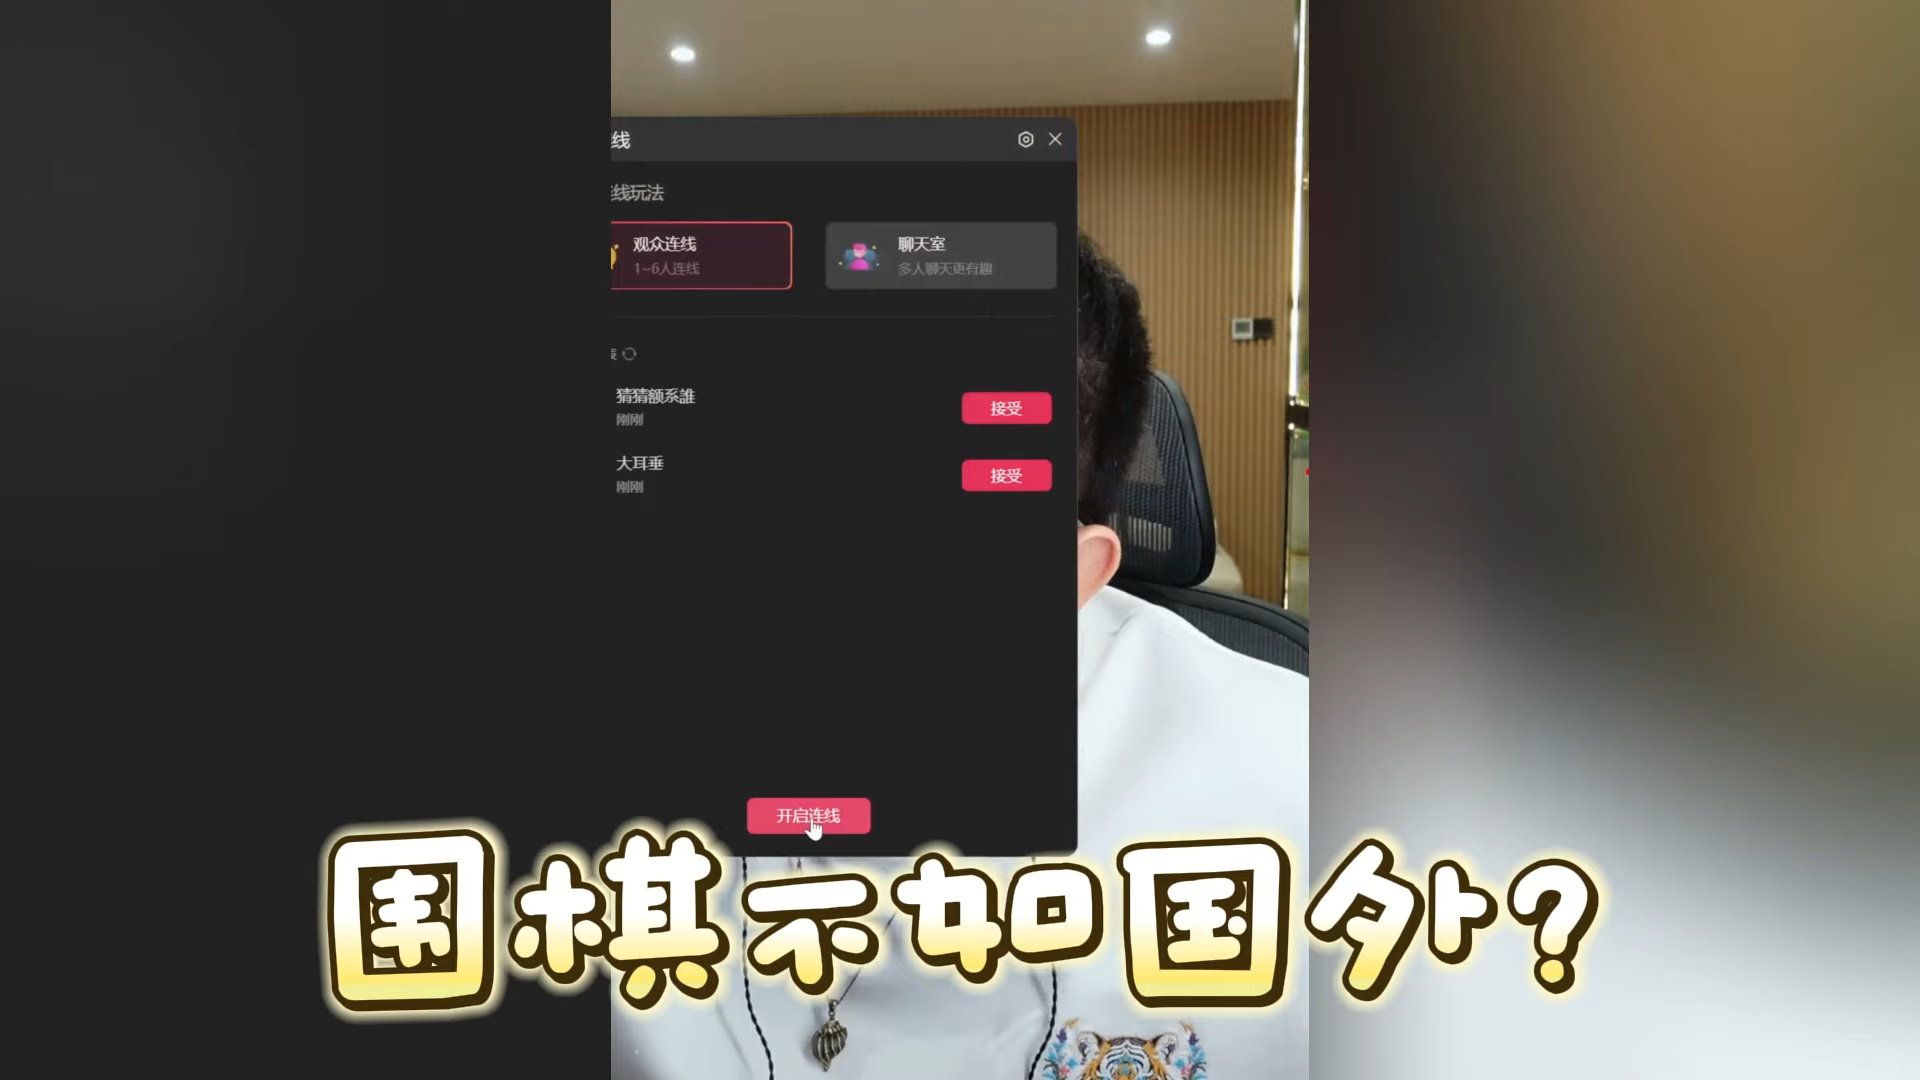 线
线玩法
观众连线
1~6人连线
聊天室
多人聊天更有趣
猜猜额系誰
刚刚
接受
大耳垂
刚刚
接受
开启连线
围棋不如国外?